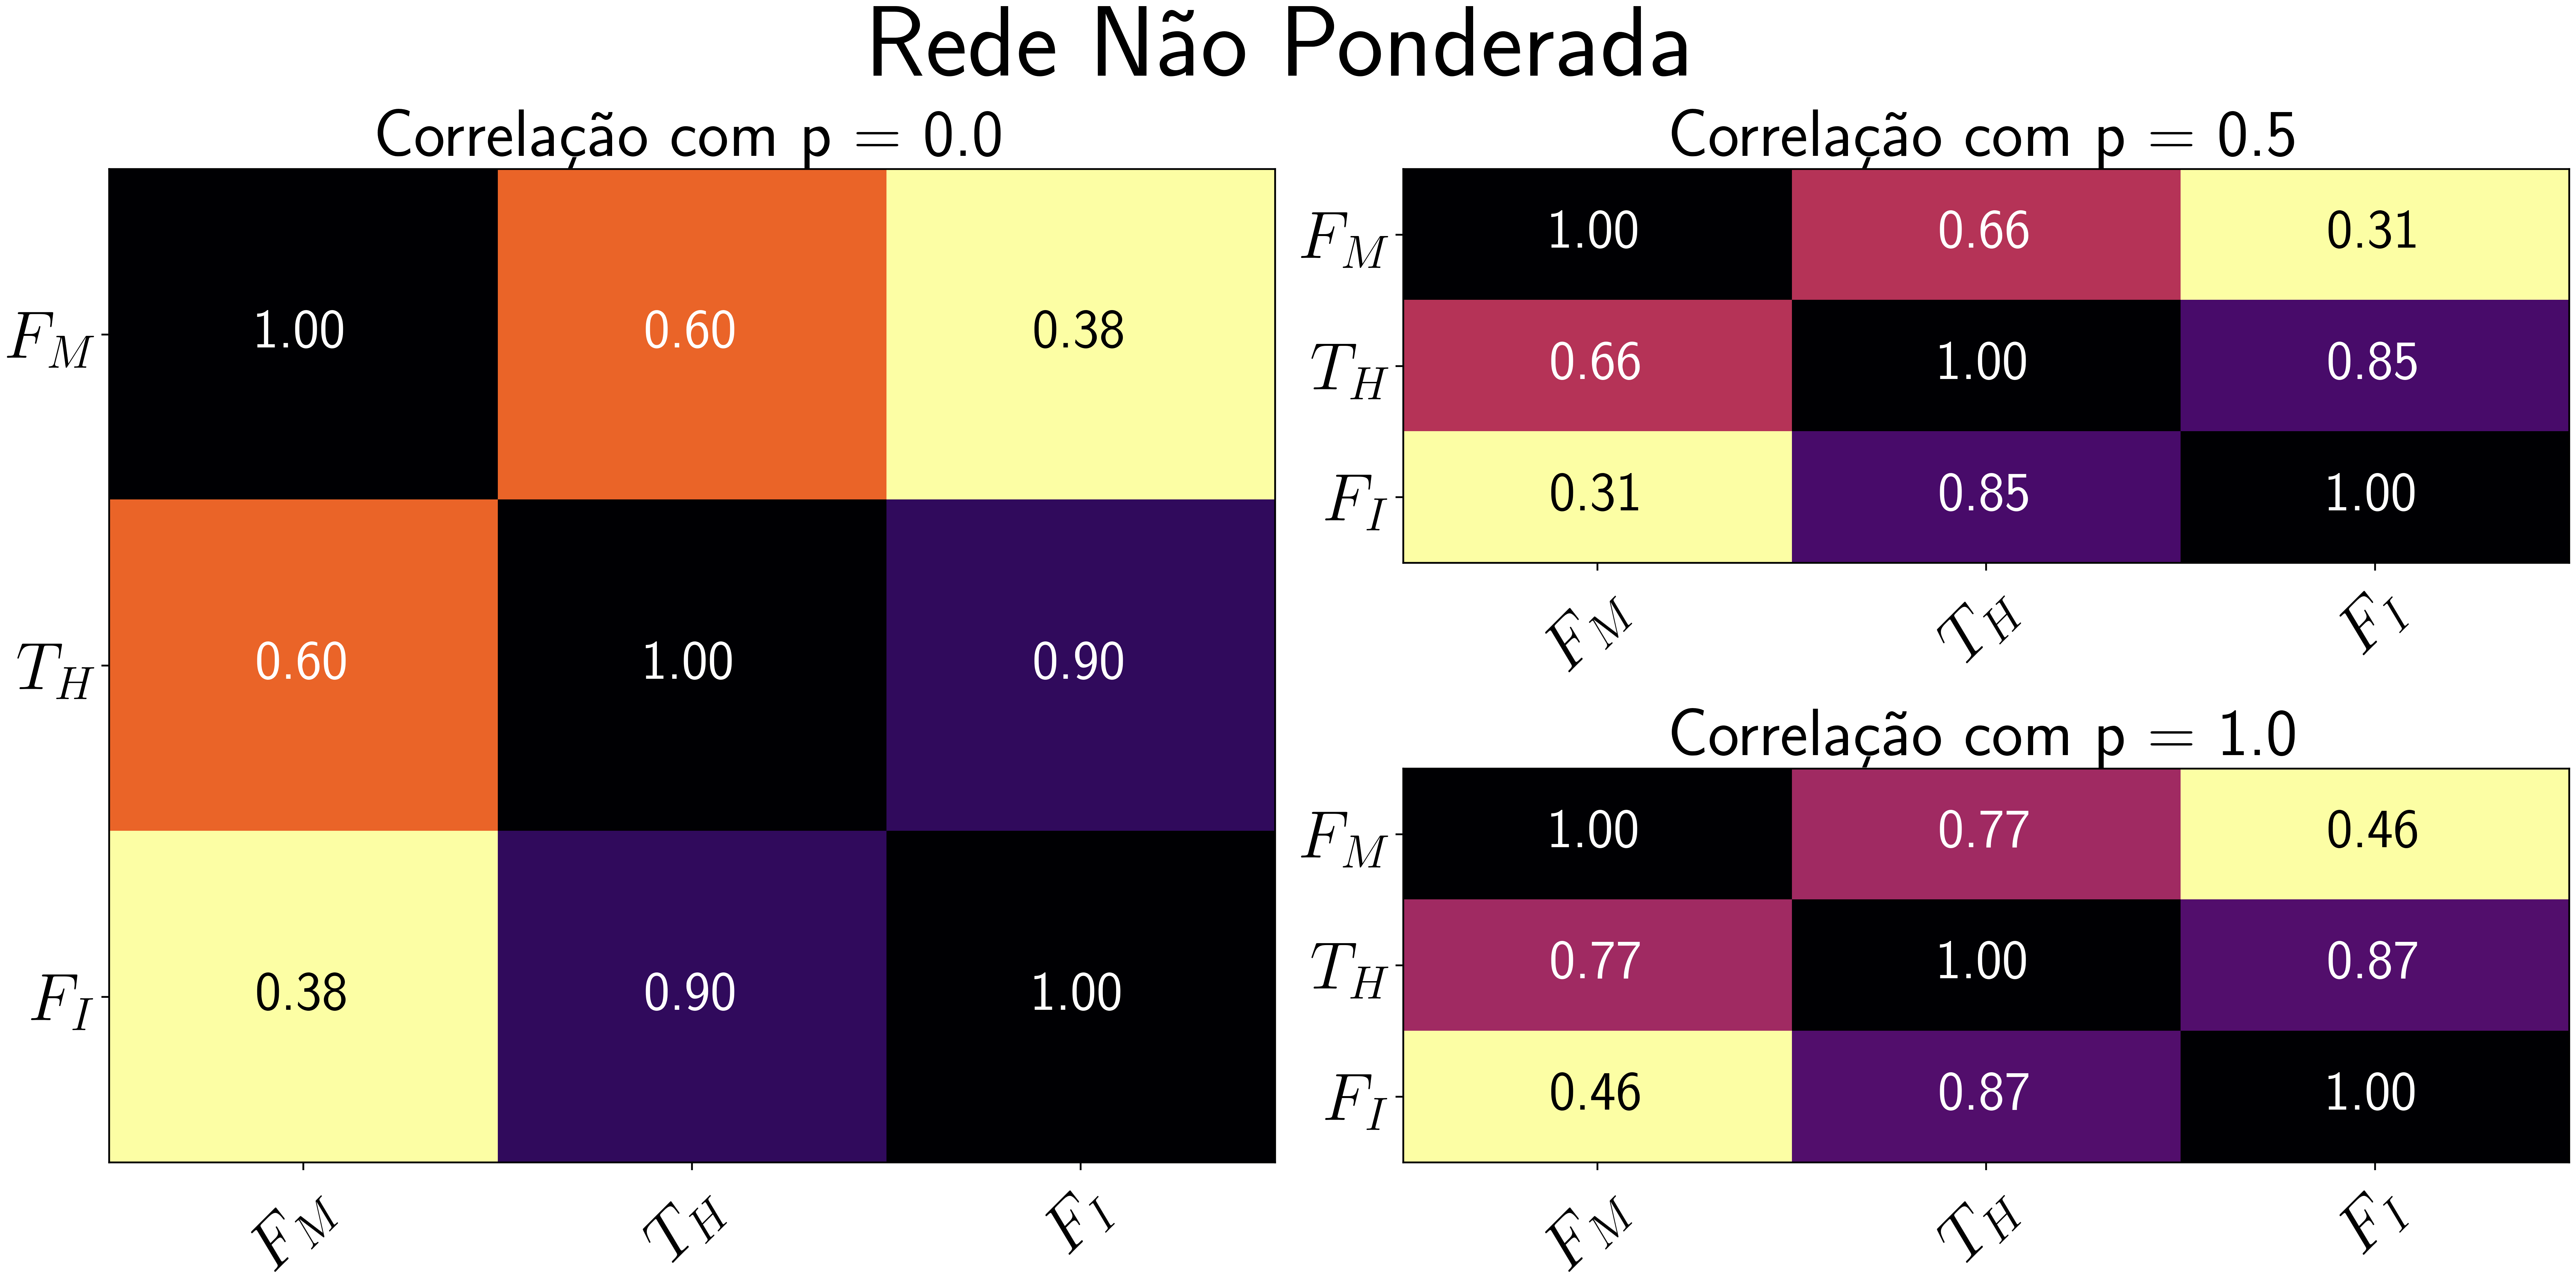 Rede Não Ponderada
Correlação com p = 0.0
F_M 1.00 0.60 0.38
T_H 0.60 1.00 0.90
F_I 0.38 0.90 1.00
F_M T_H F_I
Correlação com p = 0.5
F_M 1.00 0.66 0.31
T_H 0.66 1.00 0.85
F_I 0.31 0.85 1.00
F_M T_H F_I
Correlação com p = 1.0
F_M 1.00 0.77 0.46
T_H 0.77 1.00 0.87
F_I 0.46 0.87 1.00
F_M T_H F_I